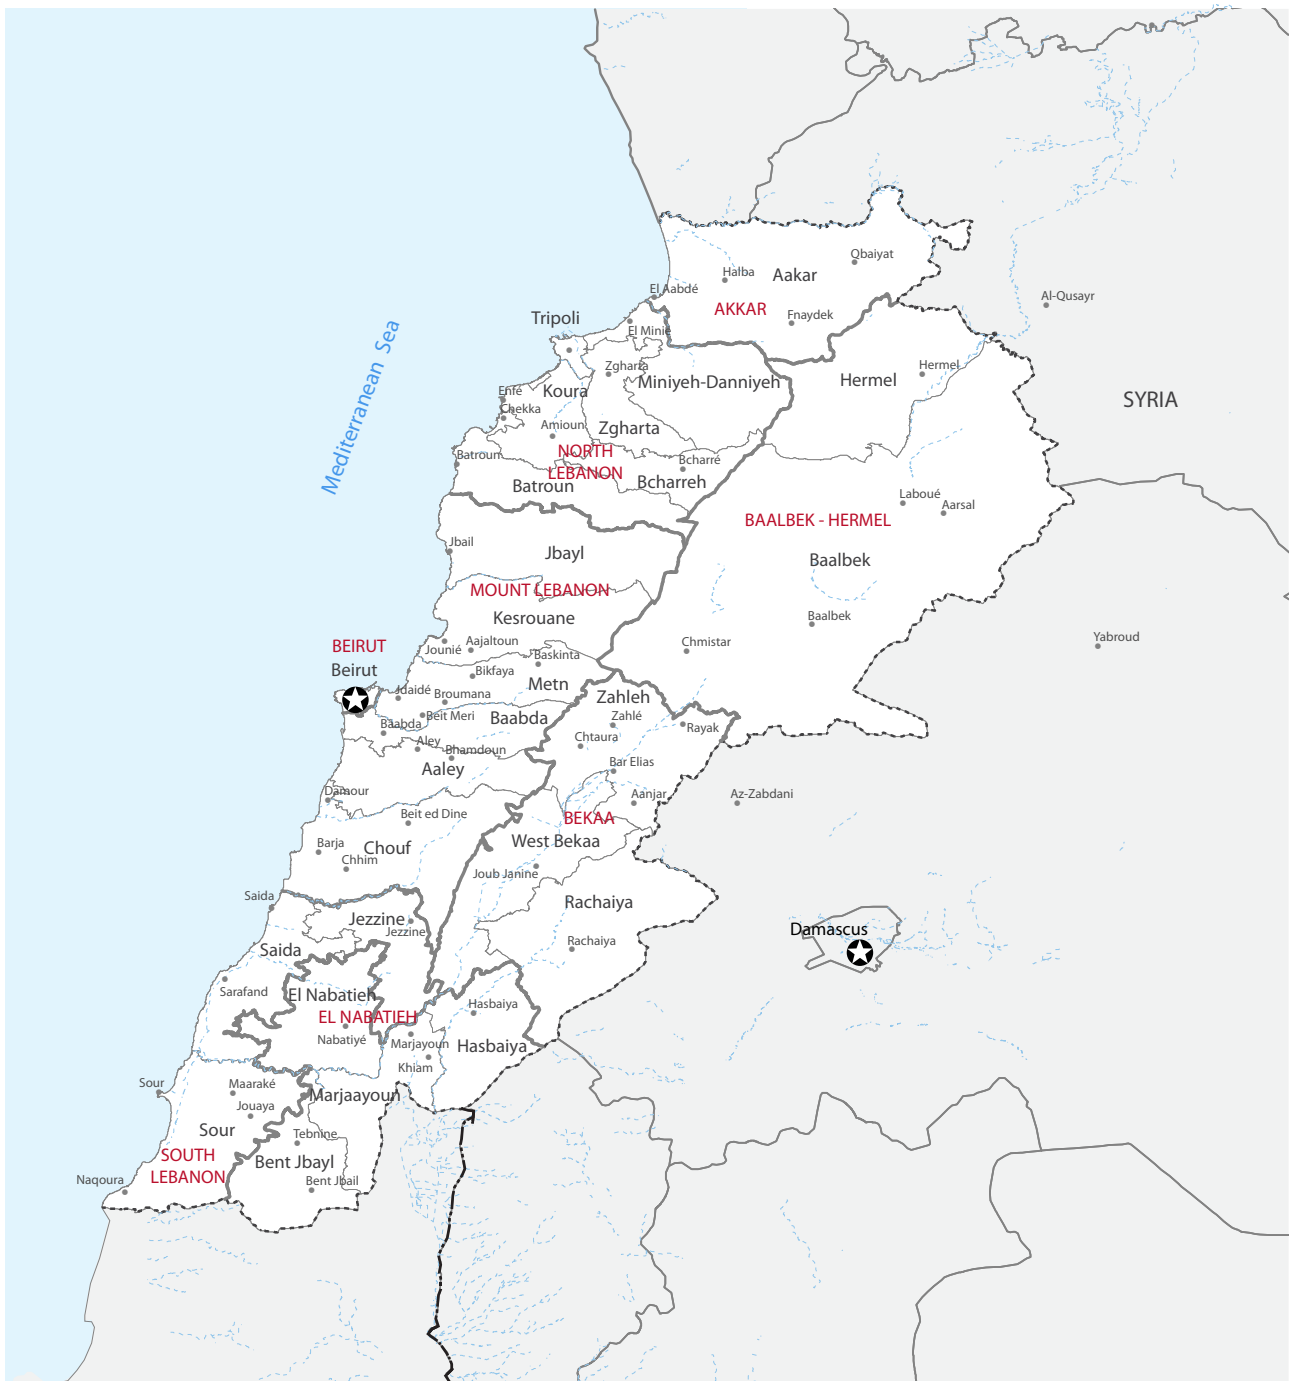 Qbaiyat
Halba
Aakar
El Aabdé
Al-Qusayr
AKKAR
Fnaydek
Tripoli
El Minié
Zgharta
Hermel
Miniyeh-Danniyeh
Hermel
Enfé
Koura
SYRIA
Chekka
Amioun
Zgharta
Mediterranean Sea
NORTH
LEBANON
Batroun
Bcharré
Batroun
Bcharreh
Laboué
Aarsal
BAALBEK - HERMEL
Jbail
Jbayl
Baalbek
MOUNT LEBANON
Kesrouane
Baalbek
Yabroud
BEIRUT
Beirut
Jounié
Aajaltoun
Chmistar
Baskinta
Bikfaya
Metn
Jdaidé
Broumana
Zahleh
Beit Meri
Baabda
Baabda
Zahlé
Rayak
Aley
Bhamdoun
Chtaura
Aaley
Bar Elias
Damour
Aanjar
Az-Zabdani
Beit ed Dine
BEKAA
Barja
Chouf
West Bekaa
Chhim
Joub Janine
Saida
Jezzine
Jezzine
Rachaiya
Damascus
Saida
Rachaiya
Sarafand
El Nabatieh
EL NABATIEH
Hasbaiya
Nabatiyé
Marjayoun
Hasbaiya
Khiam
Sour
Maaraké
Marjaayoun
Jouaya
Sour
Tebnine
SOUTH
LEBANON
Bent Jbayl
Naqoura
Bent Jbail